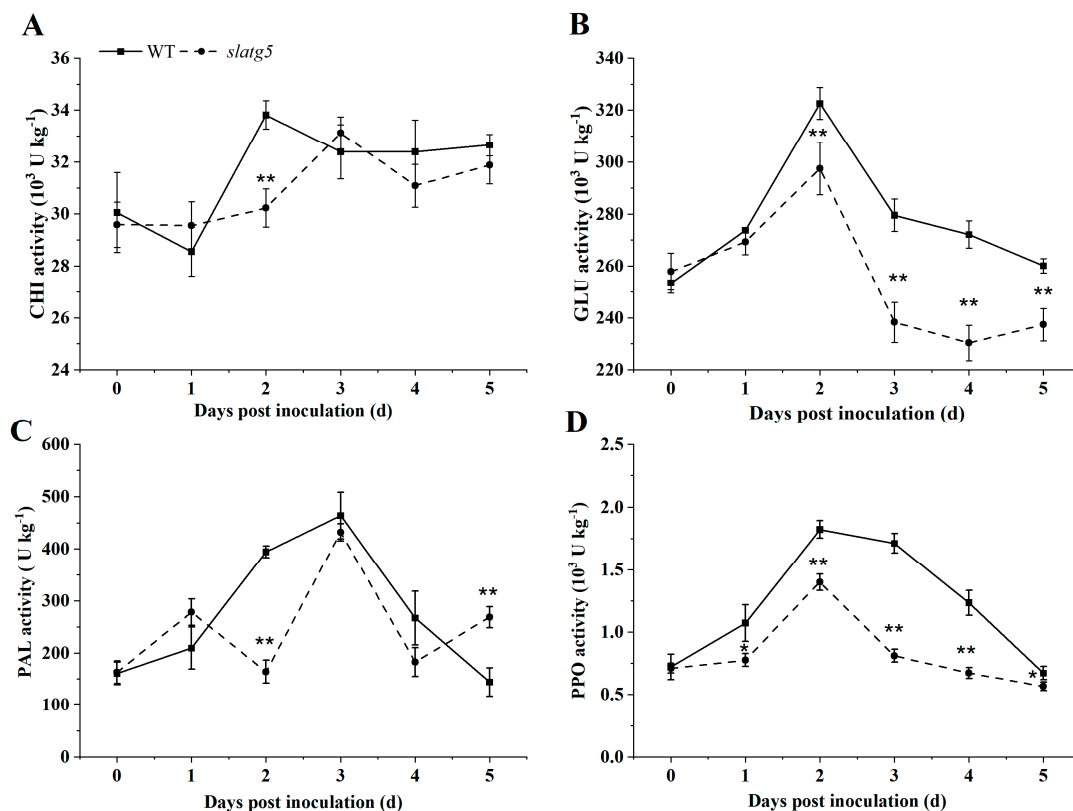 A
WT
slatg5
CHI activity (10³ U kg⁻¹)
36
34
32
30
28
26
24
**
0 1 2 3 4 5
Days post inoculation (d)
B
GLU activity (10³ U kg⁻¹)
340
320
300
280
260
240
220
**
**
**
**
0 1 2 3 4 5
Days post inoculation (d)
C
PAL activity ( U kg⁻¹)
600
500
400
300
200
100
0
**
**
0 1 2 3 4 5
Days post inoculation (d)
D
PPO activity (10³ U kg⁻¹)
2.5
2.0
1.5
1.0
0.5
0.0
*
**
**
**
*
0 1 2 3 4 5
Days post inoculation (d)